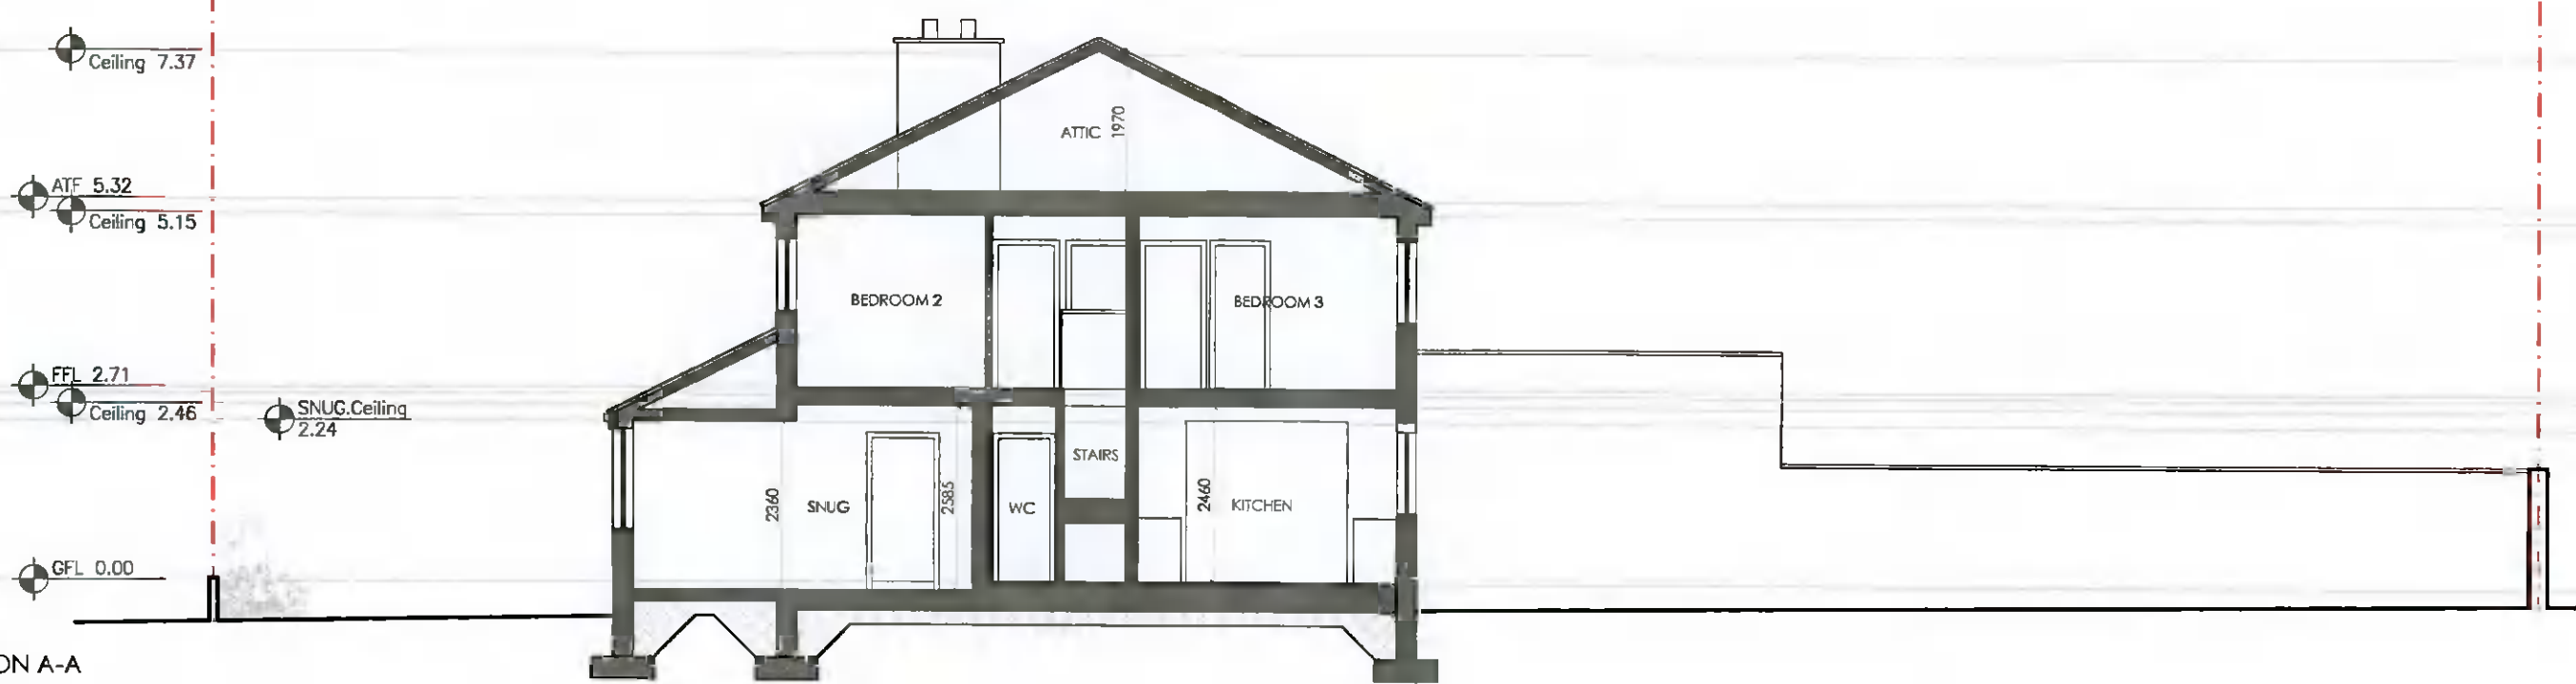 Ceiling 7.37
ATTIC
1970
ATF 5.32
Ceiling 5.15
BEDROOM 2
BEDROOM 3
FFL 2.71
Ceiling 2.46
SNUG.Ceiling
2.24
STAIRS
2360
SNUG
2585
WC
2460
KITCHEN
GFL 0.00
ON A-A